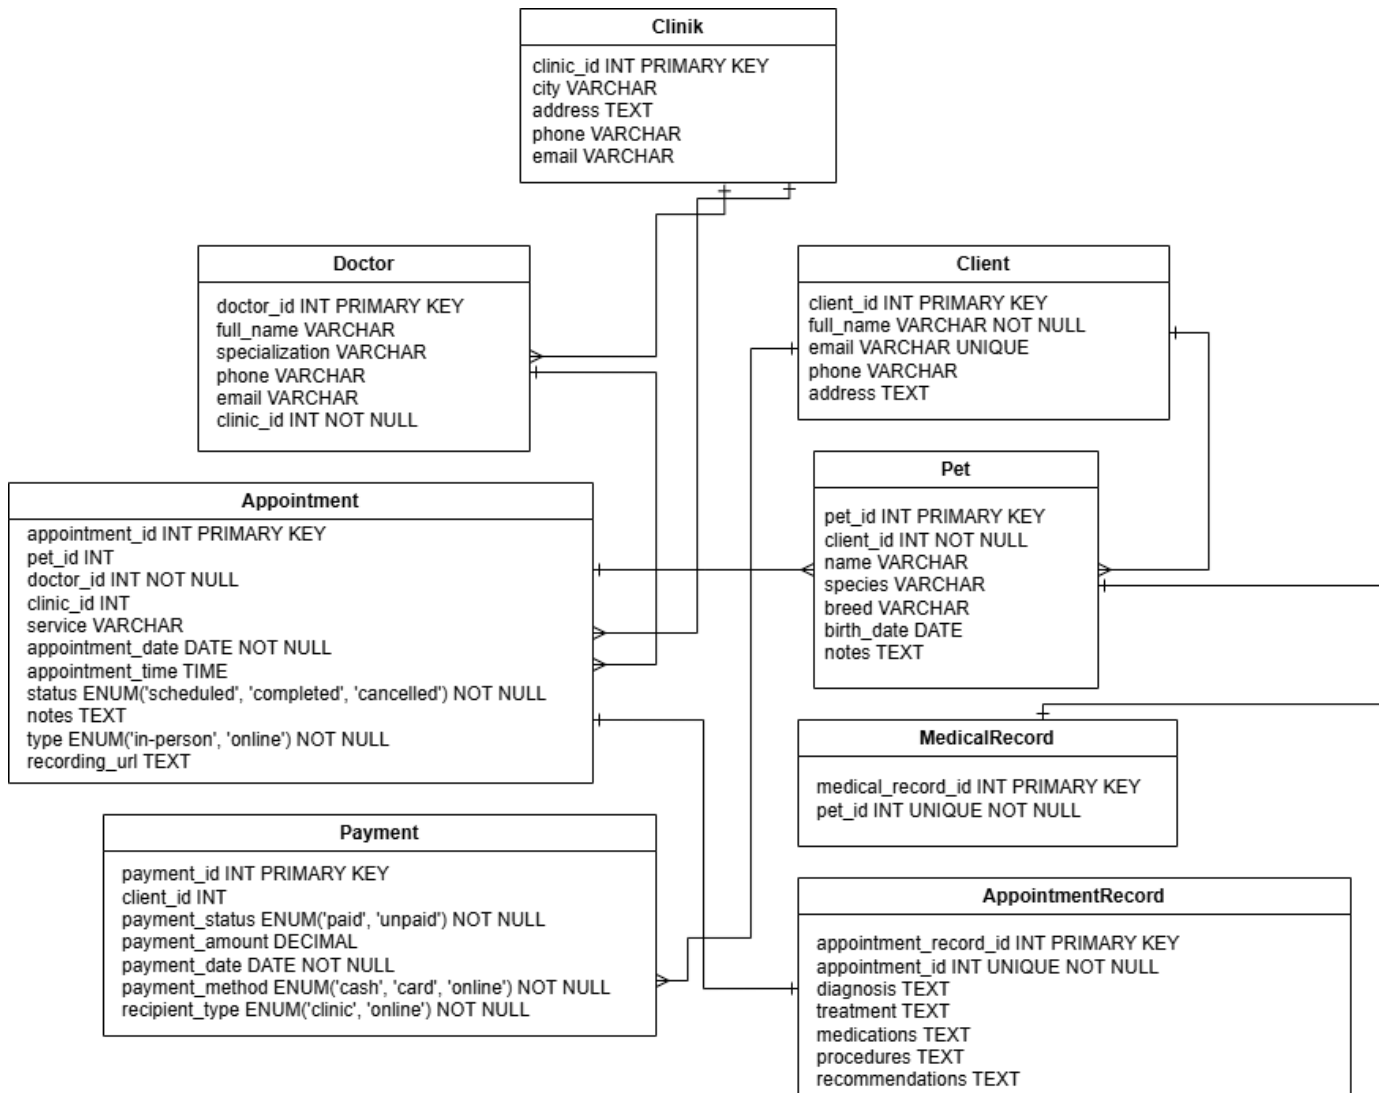 Clinik
clinic_id INT PRIMARY KEY
city VARCHAR
address TEXT
phone VARCHAR
email VARCHAR
Doctor
doctor_id INT PRIMARY KEY
full_name VARCHAR
specialization VARCHAR
phone VARCHAR
email VARCHAR
clinic_id INT NOT NULL
Client
client_id INT PRIMARY KEY
full_name VARCHAR NOT NULL
email VARCHAR UNIQUE
phone VARCHAR
address TEXT
Appointment
appointment_id INT PRIMARY KEY
pet_id INT
doctor_id INT NOT NULL
clinic_id INT
service VARCHAR
appointment_date DATE NOT NULL
appointment_time TIME
status ENUM('scheduled', 'completed', 'cancelled') NOT NULL
notes TEXT
type ENUM('in-person', 'online') NOT NULL
recording_url TEXT
Pet
pet_id INT PRIMARY KEY
client_id INT NOT NULL
name VARCHAR
species VARCHAR
breed VARCHAR
birth_date DATE
notes TEXT
MedicalRecord
medical_record_id INT PRIMARY KEY
pet_id INT UNIQUE NOT NULL
Payment
payment_id INT PRIMARY KEY
client_id INT
payment_status ENUM('paid', 'unpaid') NOT NULL
payment_amount DECIMAL
payment_date DATE NOT NULL
payment_method ENUM('cash', 'card', 'online') NOT NULL
recipient_type ENUM('clinic', 'online') NOT NULL
AppointmentRecord
appointment_record_id INT PRIMARY KEY
appointment_id INT UNIQUE NOT NULL
diagnosis TEXT
treatment TEXT
medications TEXT
procedures TEXT
recommendations TEXT